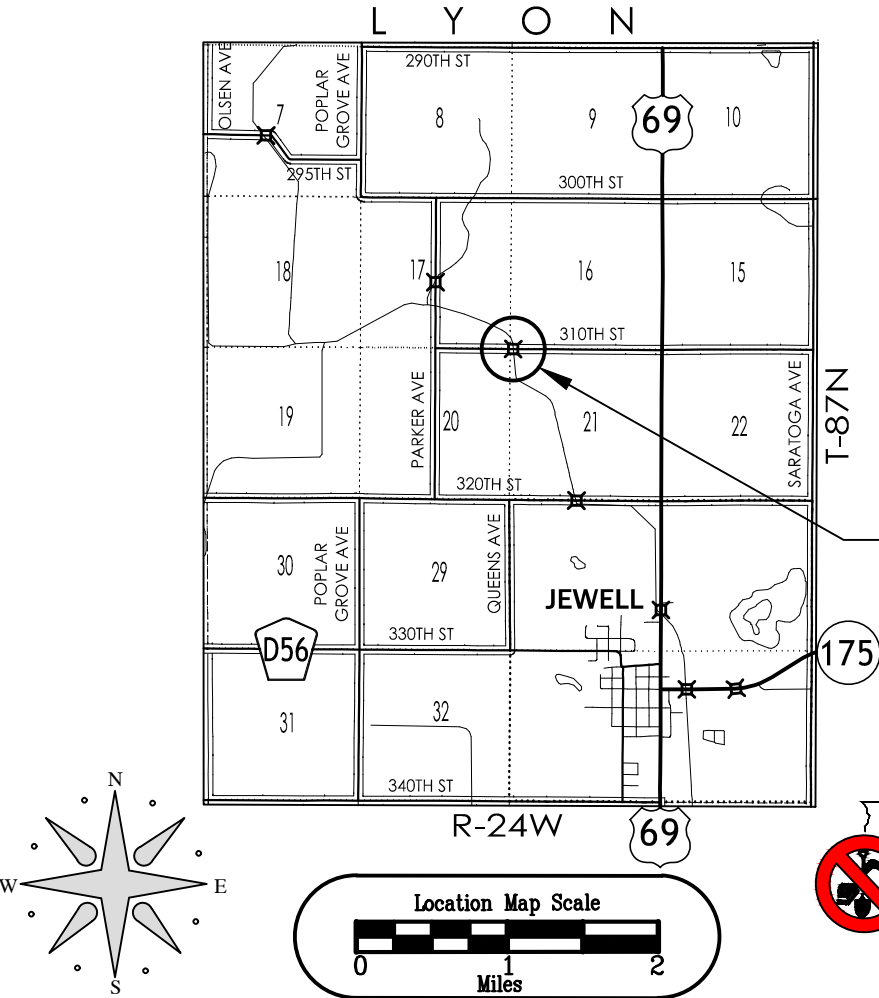 L Y O N
290TH ST
OLSEN AVE
POPLAR
GROVE AVE
7
8
9
69
10
295TH ST
300TH ST
18
17
16
15
310TH ST
PARKER AVE
SARATOGA AVE
T-87N
19
20
21
22
320TH ST
30
POPLAR
GROVE AVE
29
QUEENS AVE
JEWELL
330TH ST
D56
175
31
32
340TH ST
R-24W
69
N
W
E
S
Location Map Scale
0 1 2
Miles